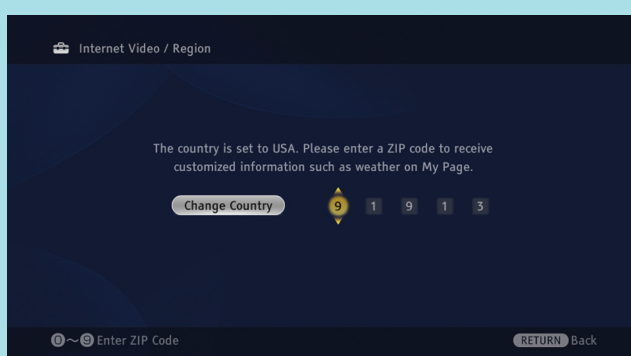 Internet Video / Region
The country is set to USA. Please enter a ZIP code to receive
customized information such as weather on My Page.
Change Country 9 1 9 1 3
0～9 Enter ZIP Code RETURN Back